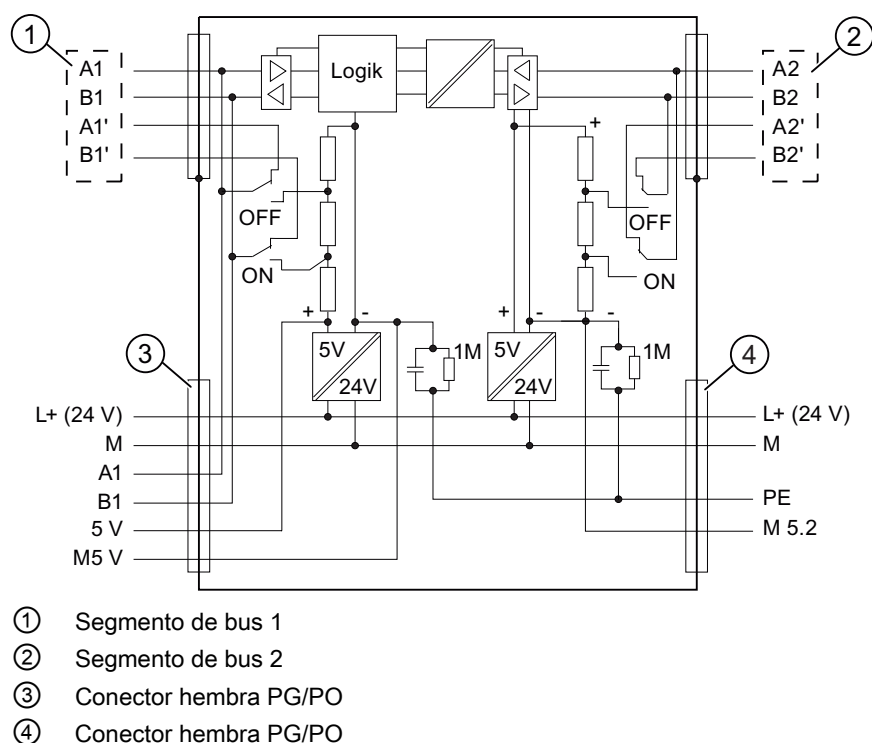 1
2
A1
B1
A1'
B1'
Logik
+
A2
B2
A2'
B2'
OFF
ON
OFF
ON
+
-
+
-
-
5V
24V
1M
5V
24V
1M
3
4
L+ (24 V)
M
A1
B1
5 V
M5 V
L+ (24 V)
M
PE
M 5.2
① Segmento de bus 1
② Segmento de bus 2
③ Conector hembra PG/PO
④ Conector hembra PG/PO